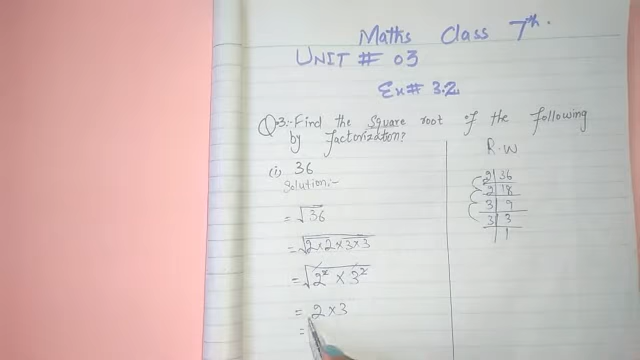 Maths Class 7th.
UNIT # 03
Ex# 3.2
Q.3:- Find the square root of the following
by factorization?
R.W
(i) 36
Solution:-
= √36
= √2×2×3×3
= √2² × 3²
= 2 × 3
=
2 | 36
2 | 18
3 | 9
3 | 3
| 1